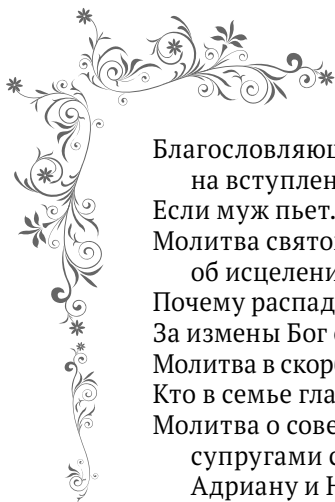 Благословляющ
на вступлен
Если муж пьет.
Молитва свято
об исцелени
Почему распад
За измены Бог
Молитва в скор
Кто в семье гла
Молитва о сове
супругами с
Адриану и Н